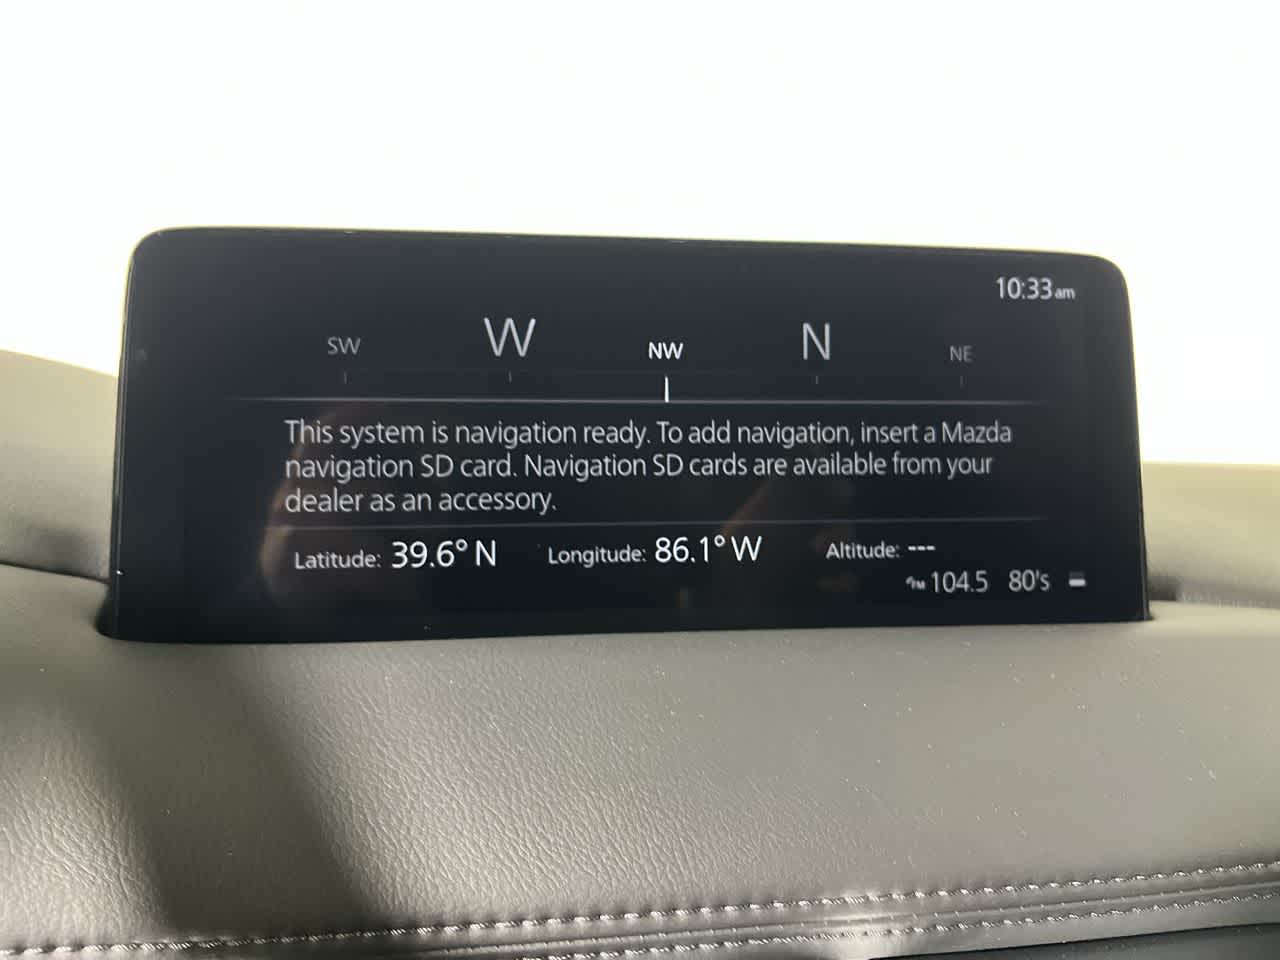 10:33am
SW W NW N NE
This system is navigation ready. To add navigation, insert a Mazda
navigation SD card. Navigation SD cards are available from your
dealer as an accessory.
Latitude: 39.6° N Longitude: 86.1° W Altitude: ---
FM 104.5 80's